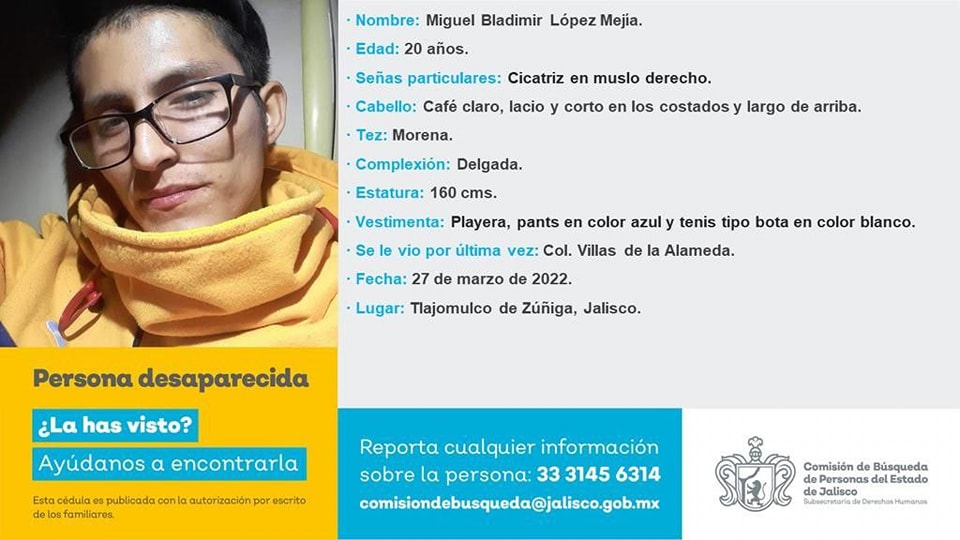 · Nombre: Miguel Bladimir López Mejía.
· Edad: 20 años.
· Señas particulares: Cicatriz en muslo derecho.
· Cabello: Café claro, lacio y corto en los costados y largo de arriba.
· Tez: Morena.
· Complexión: Delgada.
· Estatura: 160 cms.
· Vestimenta: Playera, pants en color azul y tenis tipo bota en color blanco.
· Se le vio por última vez: Col. Villas de la Alameda.
· Fecha: 27 de marzo de 2022.
· Lugar: Tlajomulco de Zúñiga, Jalisco.
Persona desaparecida
¿La has visto?
Ayúdanos a encontrarla
Esta cédula es publicada con la autorización por escrito
de los familiares.
Reporta cualquier información
sobre la persona: 33 3145 6314
comisiondebusqueda@jalisco.gob.mx
Comisión de Búsqueda
de Personas del Estado
de Jalisco
Subsecretaría de Derechos Humanos